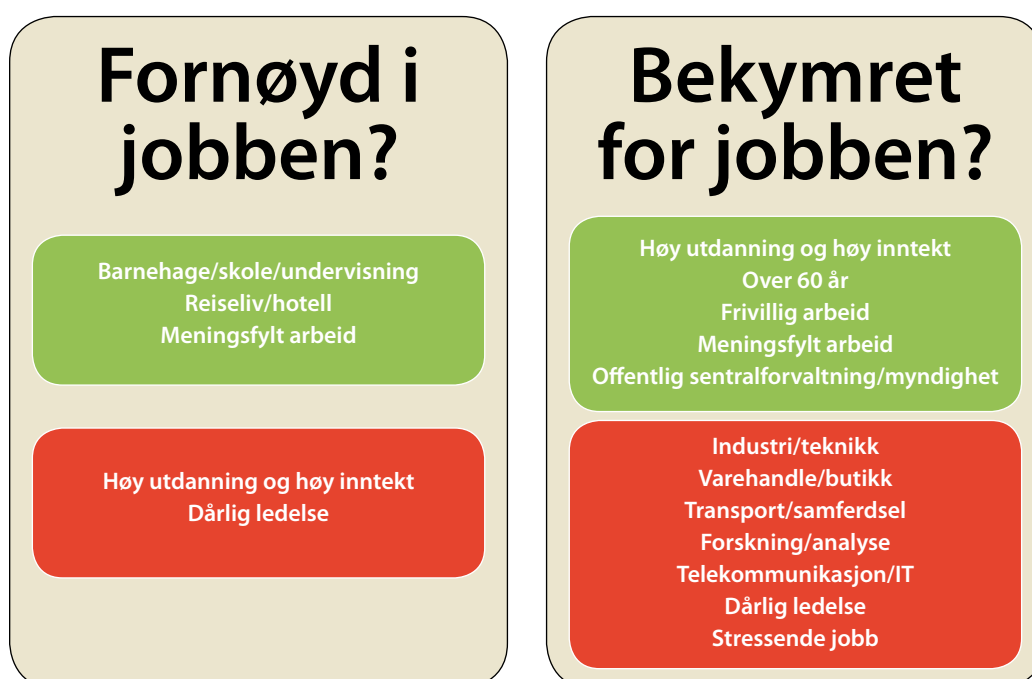 Fornøyd i
jobben?
Barnehage/skole/undervisning
Reiseliv/hotell
Meningsfylt arbeid
Høy utdanning og høy inntekt
Dårlig ledelse
Bekymret
for jobben?
Høy utdanning og høy inntekt
Over 60 år
Frivillig arbeid
Meningsfylt arbeid
Offentlig sentralforvaltning/myndighet
Industri/teknikk
Varehandle/butikk
Transport/samferdsel
Forskning/analyse
Telekommunikasjon/IT
Dårlig ledelse
Stressende jobb